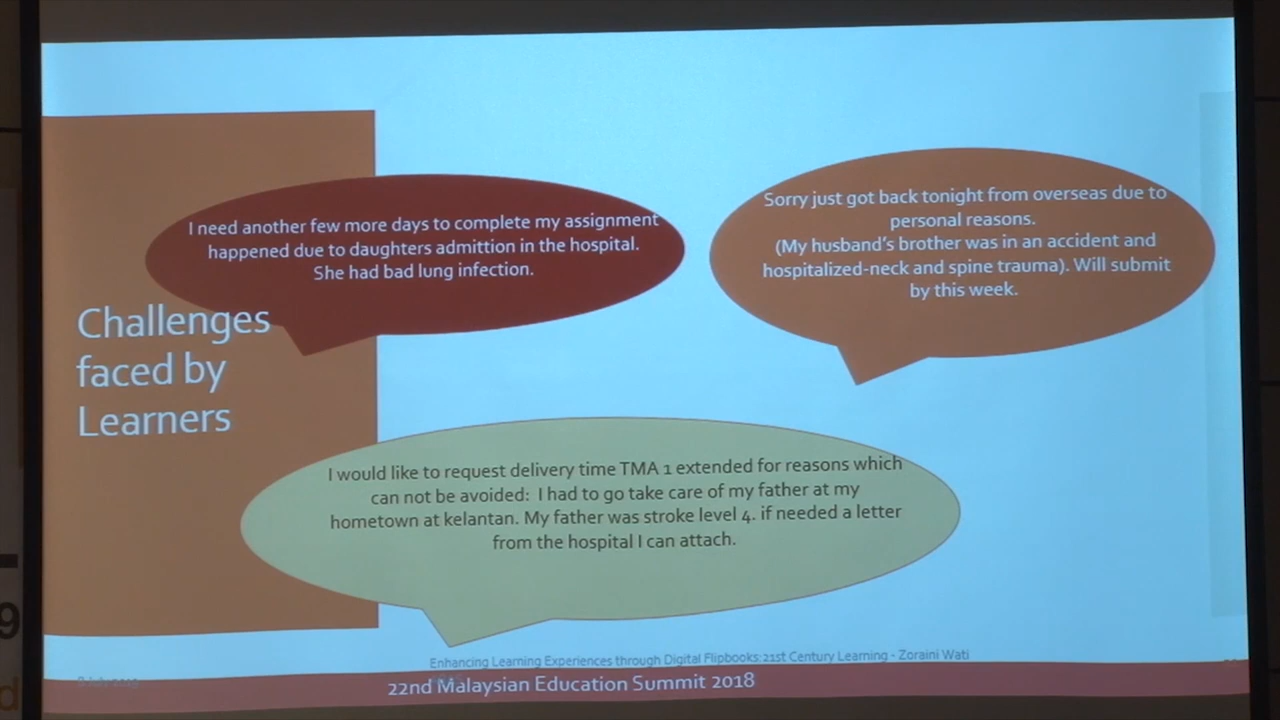 Challenges
faced by
Learners
I need another few more days to complete my assignment
happened due to daughters admittion in the hospital.
She had bad lung infection.
Sorry just got back tonight from overseas due to
personal reasons.
(My husband's brother was in an accident and
hospitalized-neck and spine trauma). Will submit
by this week.
I would like to request delivery time TMA 1 extended for reasons which
can not be avoided: I had to go take care of my father at my
hometown at kelantan. My father was stroke level 4. if needed a letter
from the hospital I can attach.
Enhancing Learning Experiences through Digital Flipbooks: 21st Century Learning - Zoraini Wati
22nd Malaysian Education Summit 2018
9
d